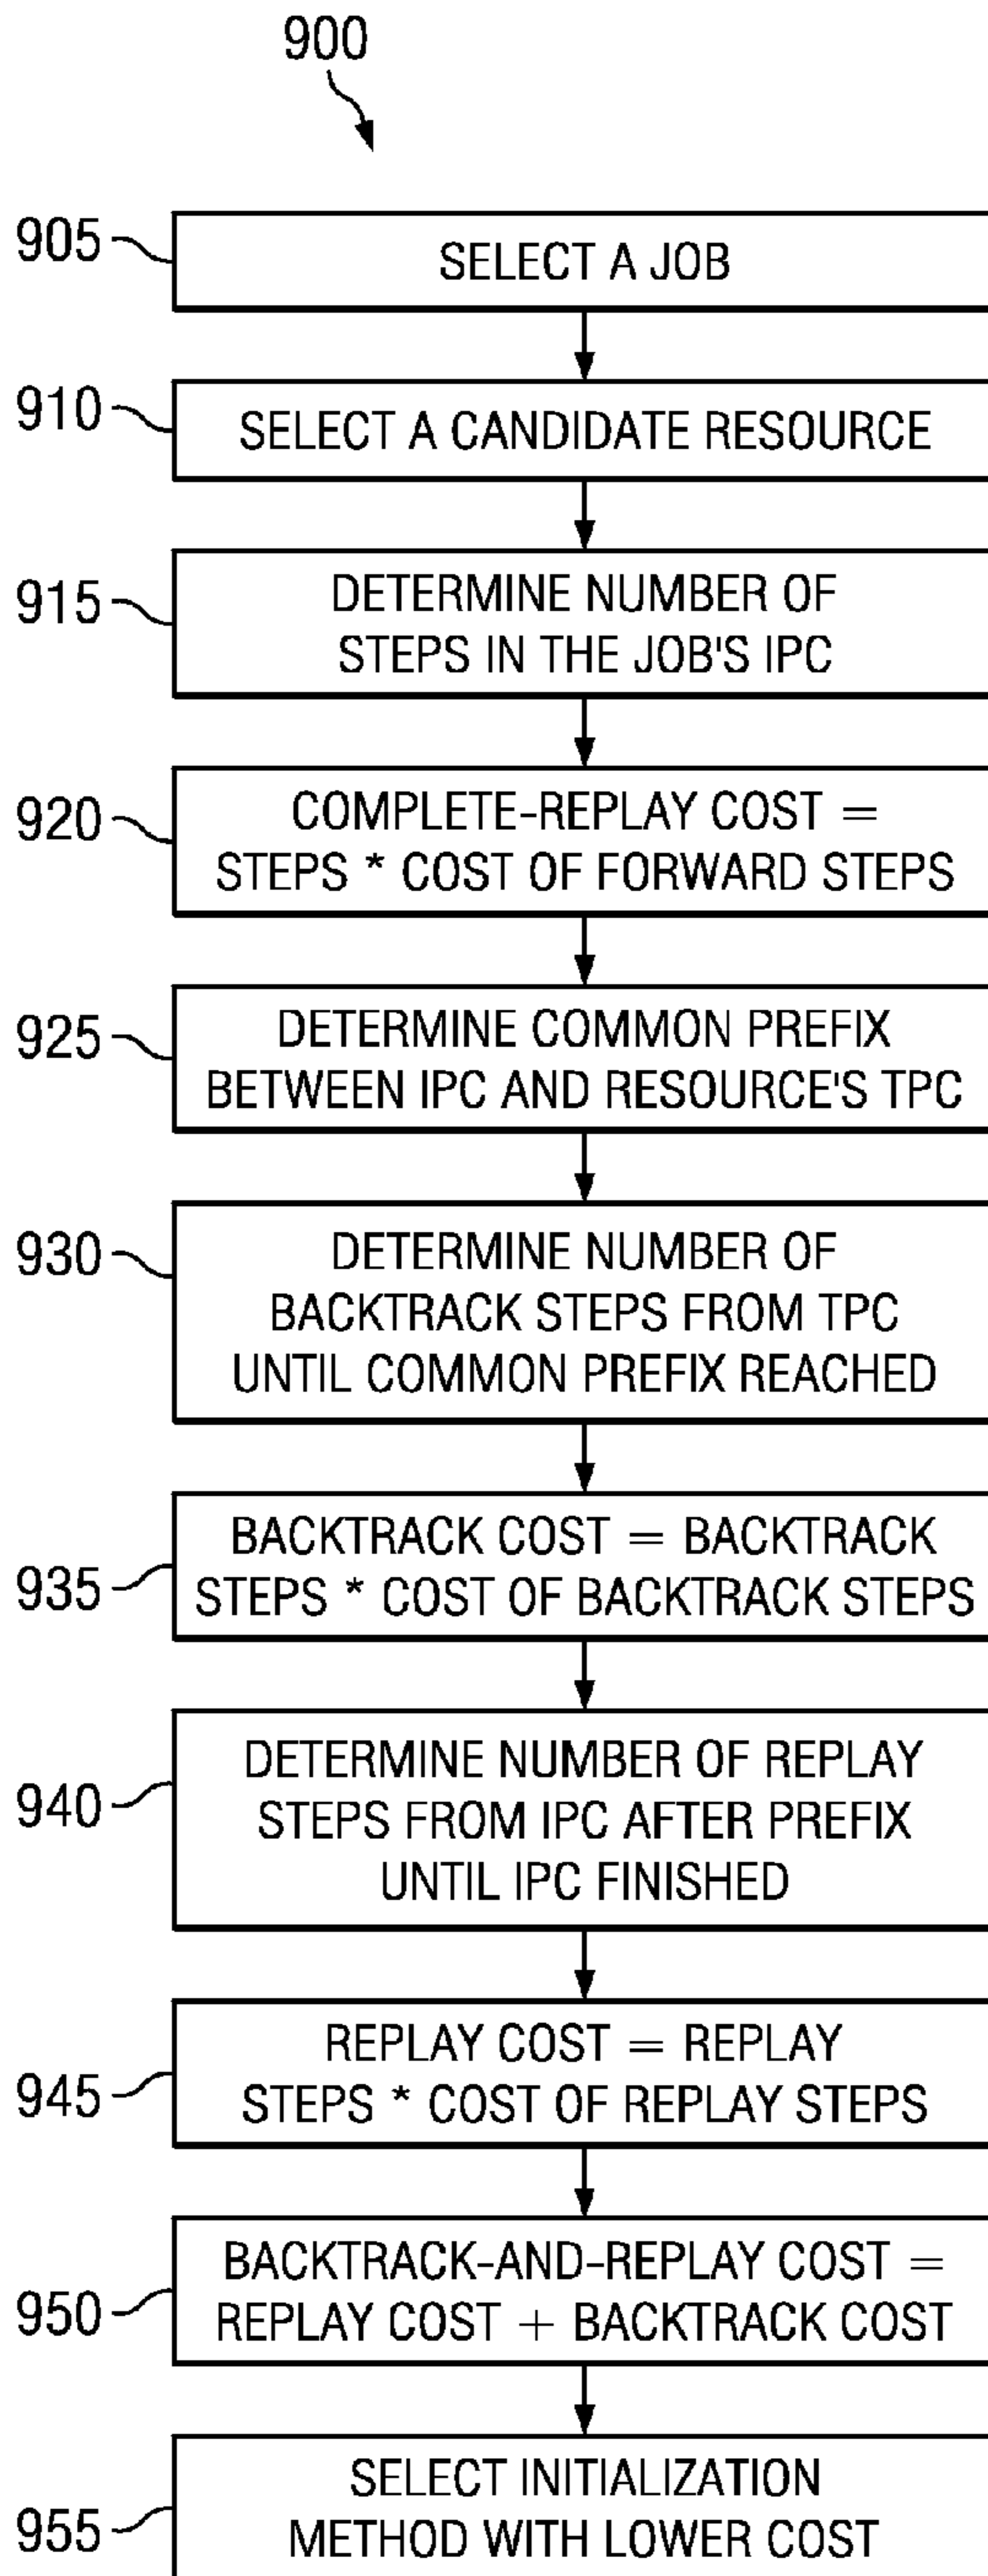 900
905
SELECT A JOB
910
SELECT A CANDIDATE RESOURCE
915
DETERMINE NUMBER OF
STEPS IN THE JOB'S IPC
920
COMPLETE-REPLAY COST =
STEPS * COST OF FORWARD STEPS
925
DETERMINE COMMON PREFIX
BETWEEN IPC AND RESOURCE'S TPC
930
DETERMINE NUMBER OF
BACKTRACK STEPS FROM TPC
UNTIL COMMON PREFIX REACHED
935
BACKTRACK COST = BACKTRACK
STEPS * COST OF BACKTRACK STEPS
940
DETERMINE NUMBER OF REPLAY
STEPS FROM IPC AFTER PREFIX
UNTIL IPC FINISHED
945
REPLAY COST = REPLAY
STEPS * COST OF REPLAY STEPS
950
BACKTRACK-AND-REPLAY COST =
REPLAY COST + BACKTRACK COST
955
SELECT INITIALIZATION
METHOD WITH LOWER COST